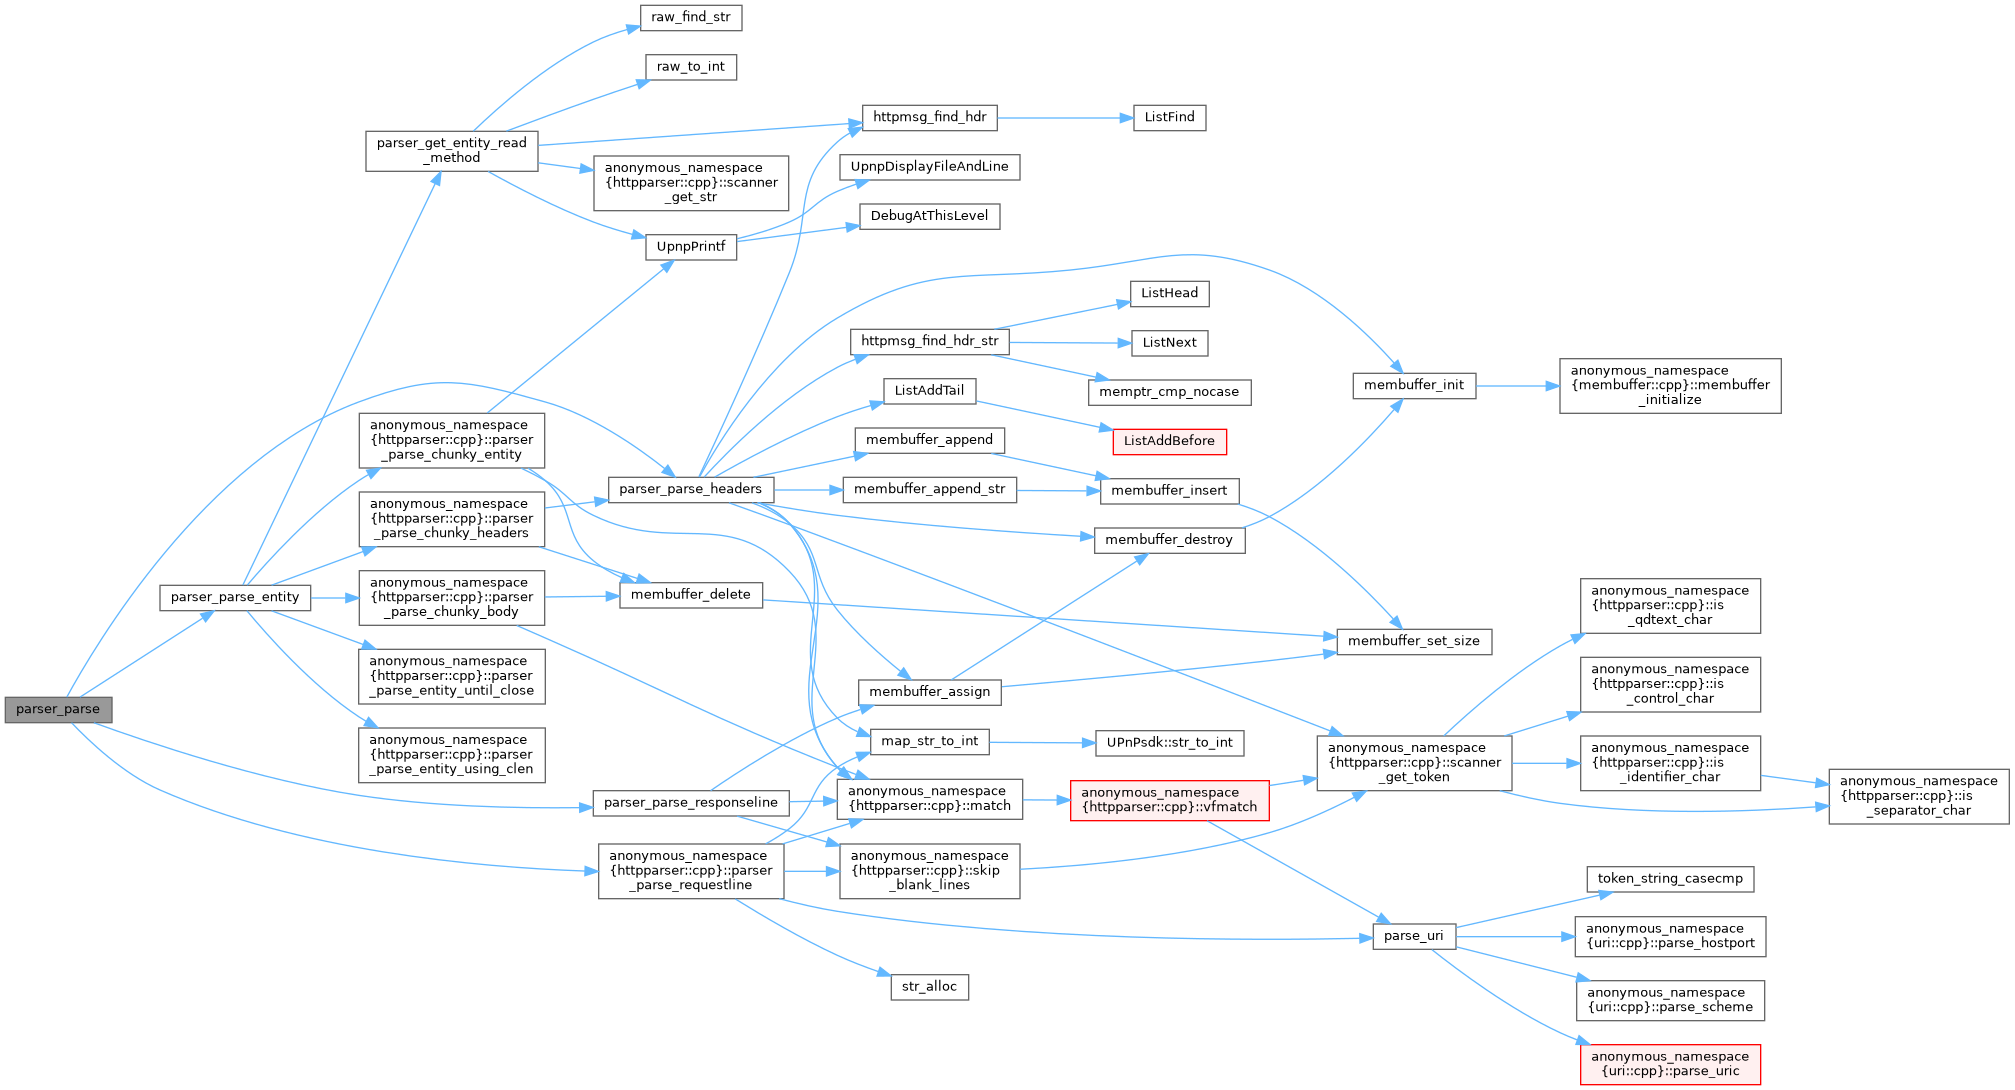 raw_find_str
raw_to_int
parser_get_entity_read
_method
httpmsg_find_hdr
ListFind
anonymous_namespace
{httpparser::cpp}::scanner
_get_str
UpnpDisplayFileAndLine
DebugAtThisLevel
UpnpPrintf
ListHead
httpmsg_find_hdr_str
ListNext
memptr_cmp_nocase
membuffer_init
anonymous_namespace
{membuffer::cpp}::membuffer
_initialize
ListAddTail
ListAddBefore
anonymous_namespace
{httpparser::cpp}::parser
_parse_chunky_entity
membuffer_append
parser_parse_headers
membuffer_append_str
membuffer_insert
anonymous_namespace
{httpparser::cpp}::parser
_parse_chunky_headers
membuffer_destroy
parser_parse_entity
anonymous_namespace
{httpparser::cpp}::parser
_parse_chunky_body
membuffer_delete
anonymous_namespace
{httpparser::cpp}::is
_qdtext_char
membuffer_set_size
anonymous_namespace
{httpparser::cpp}::parser
_parse_entity_until_close
membuffer_assign
anonymous_namespace
{httpparser::cpp}::is
_control_char
parser_parse
anonymous_namespace
{httpparser::cpp}::parser
_parse_entity_using_clen
map_str_to_int
UPnPsdk::str_to_int
anonymous_namespace
{httpparser::cpp}::scanner
_get_token
anonymous_namespace
{httpparser::cpp}::is
_identifier_char
anonymous_namespace
{httpparser::cpp}::is
_separator_char
parser_parse_responseline
anonymous_namespace
{httpparser::cpp}::match
anonymous_namespace
{httpparser::cpp}::vfmatch
anonymous_namespace
{httpparser::cpp}::parser
_parse_requestline
anonymous_namespace
{httpparser::cpp}::skip
_blank_lines
token_string_casecmp
parse_uri
anonymous_namespace
{uri::cpp}::parse_hostport
str_alloc
anonymous_namespace
{uri::cpp}::parse_scheme
anonymous_namespace
{uri::cpp}::parse_uric